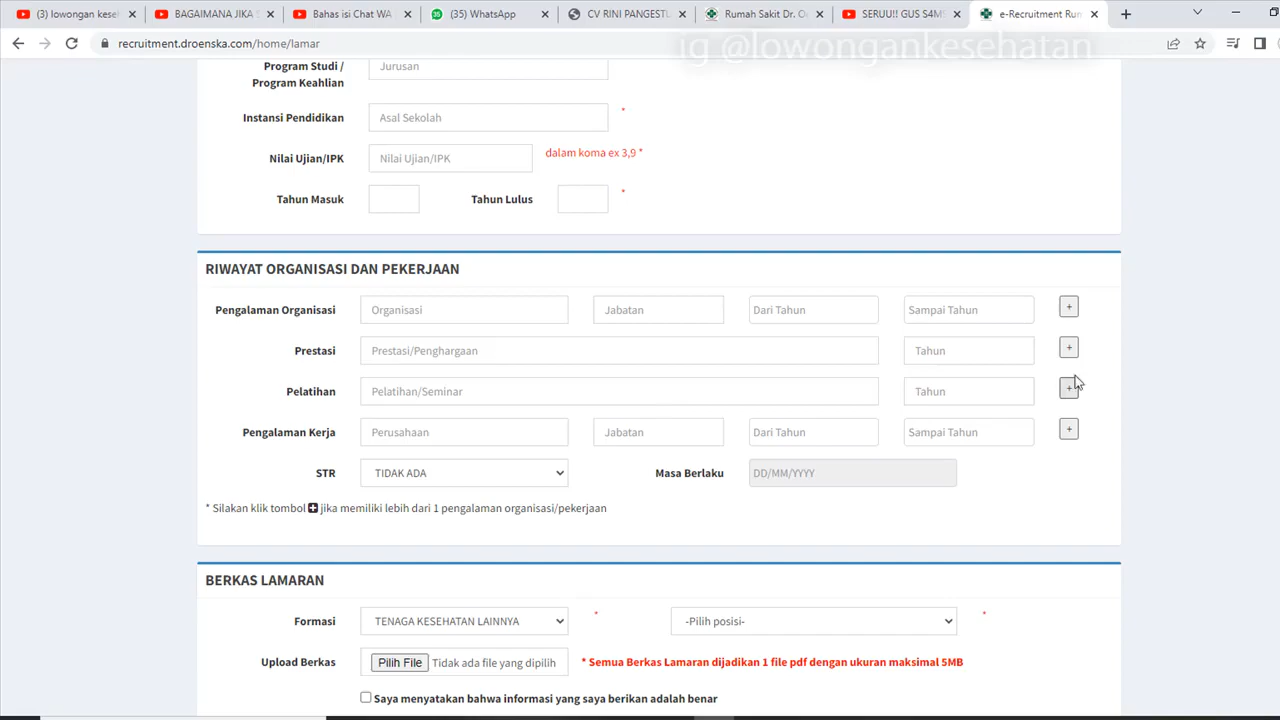 (3) lowongan keseh
BAGAIMANA JIKA S
Bahas isi Chat WA
(35) WhatsApp
CV RINI PANGESTU
Rumah Sakit Dr. Oe
SERUU!! GUS S4M5
e-Recruitment Rum
recruitment.droenska.com/home/lamar
ig @lowongankesehatan
Program Studi /
Program Keahlian
Jurusan
Instansi Pendidikan
Asal Sekolah
*
Nilai Ujian/IPK
Nilai Ujian/IPK
dalam koma ex 3,9 *
Tahun Masuk
Tahun Lulus
*
RIWAYAT ORGANISASI DAN PEKERJAAN
Pengalaman Organisasi
Organisasi
Jabatan
Dari Tahun
Sampai Tahun
+
Prestasi
Prestasi/Penghargaan
Tahun
+
Pelatihan
Pelatihan/Seminar
Tahun
+
Pengalaman Kerja
Perusahaan
Jabatan
Dari Tahun
Sampai Tahun
+
STR
TIDAK ADA
Masa Berlaku
DD/MM/YYYY
* Silakan klik tombol + jika memiliki lebih dari 1 pengalaman organisasi/pekerjaan
BERKAS LAMARAN
Formasi
TENAGA KESEHATAN LAINNYA
*
-Pilih posisi-
*
Upload Berkas
Pilih File
Tidak ada file yang dipilih
* Semua Berkas Lamaran dijadikan 1 file pdf dengan ukuran maksimal 5MB
Saya menyatakan bahwa informasi yang saya berikan adalah benar